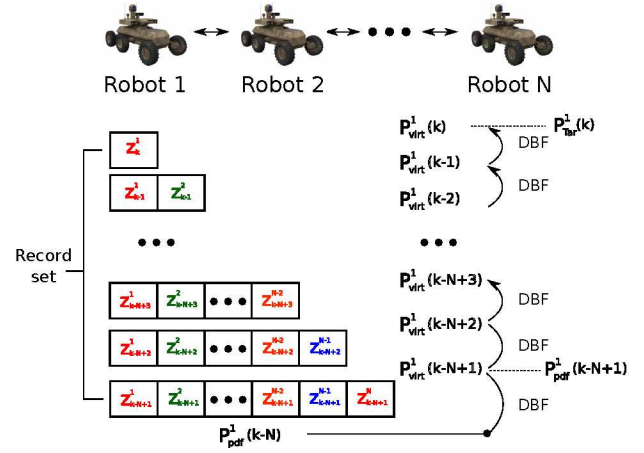 Robot 1 Robot 2 Robot N
P^1_virt(k) P^1_Tar(k)
Z^1_k
DBF
P^1_virt(k-1)
Z^1_k-1 Z^2_k-1
DBF
P^1_virt(k-2)
Record
set
Z^1_k-N+3 Z^2_k-N+3 Z^N-2_k-N+3
P^1_virt(k-N+3)
DBF
Z^1_k-N+2 Z^2_k-N+2 Z^N-2_k-N+2 Z^N-1_k-N+2
P^1_virt(k-N+2)
DBF
P^1_virt(k-N+1) P^1_pdf(k-N+1)
Z^1_k-N+1 Z^2_k-N+1 Z^N-2_k-N+1 Z^N-1_k-N+1 Z^N_k-N+1
DBF
P^1_pdf(k-N)